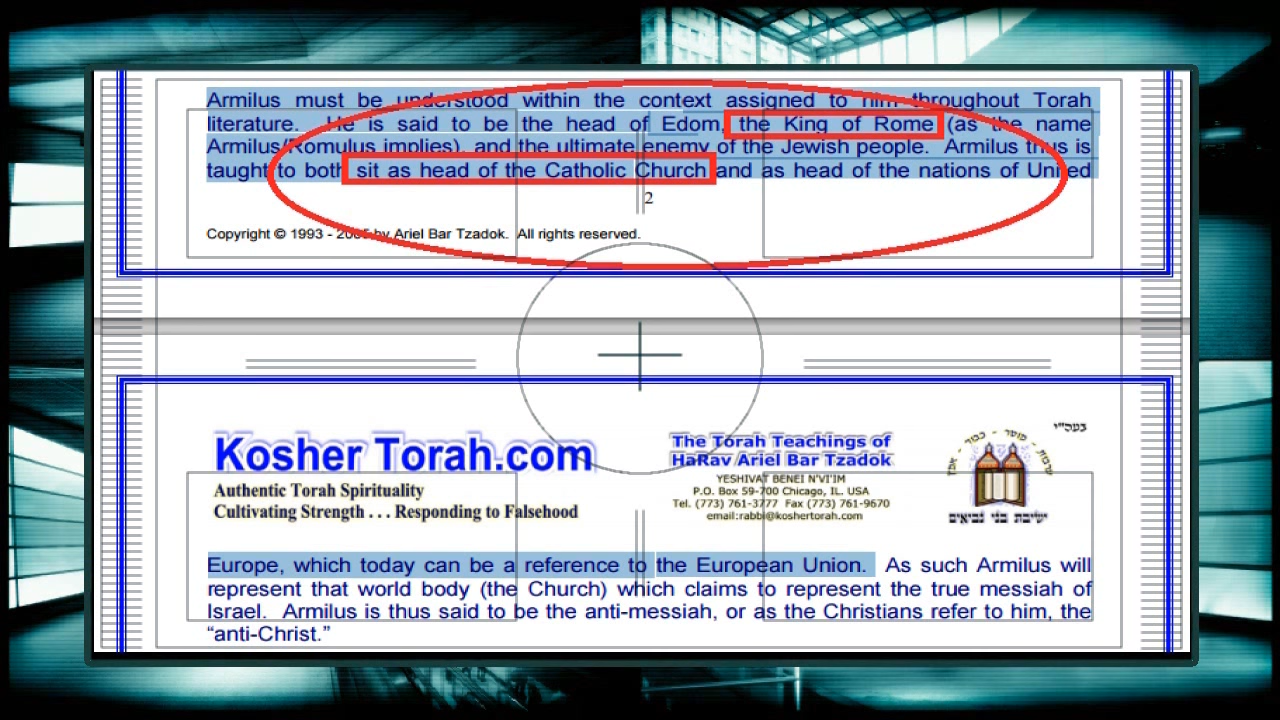 Armilus must be understood within the context assigned to him throughout Torah
literature. He is said to be the head of Edom, the King of Rome (as the name
Armilus/Romulus implies), and the ultimate enemy of the Jewish people. Armilus thus is
taught to both sit as head of the Catholic Church and as head of the nations of United
2
Copyright © 1993 - 2005 by Ariel Bar Tzadok. All rights reserved.
בעה"י
Kosher Torah.com
The Torah Teachings of
HaRav Ariel Bar Tzadok
Authentic Torah Spirituality
Cultivating Strength . . . Responding to Falsehood
YESHIVAT BENEI N'VI'IM
P.O. Box 59-700 Chicago, IL. USA
Tel. (773) 761-3777 Fax (773) 761-9670
email:rabbi@koshertorah.com
ישיבת בני נביאים
Europe, which today can be a reference to the European Union. As such Armilus will
represent that world body (the Church) which claims to represent the true messiah of
Israel. Armilus is thus said to be the anti-messiah, or as the Christians refer to him, the
“anti-Christ.”